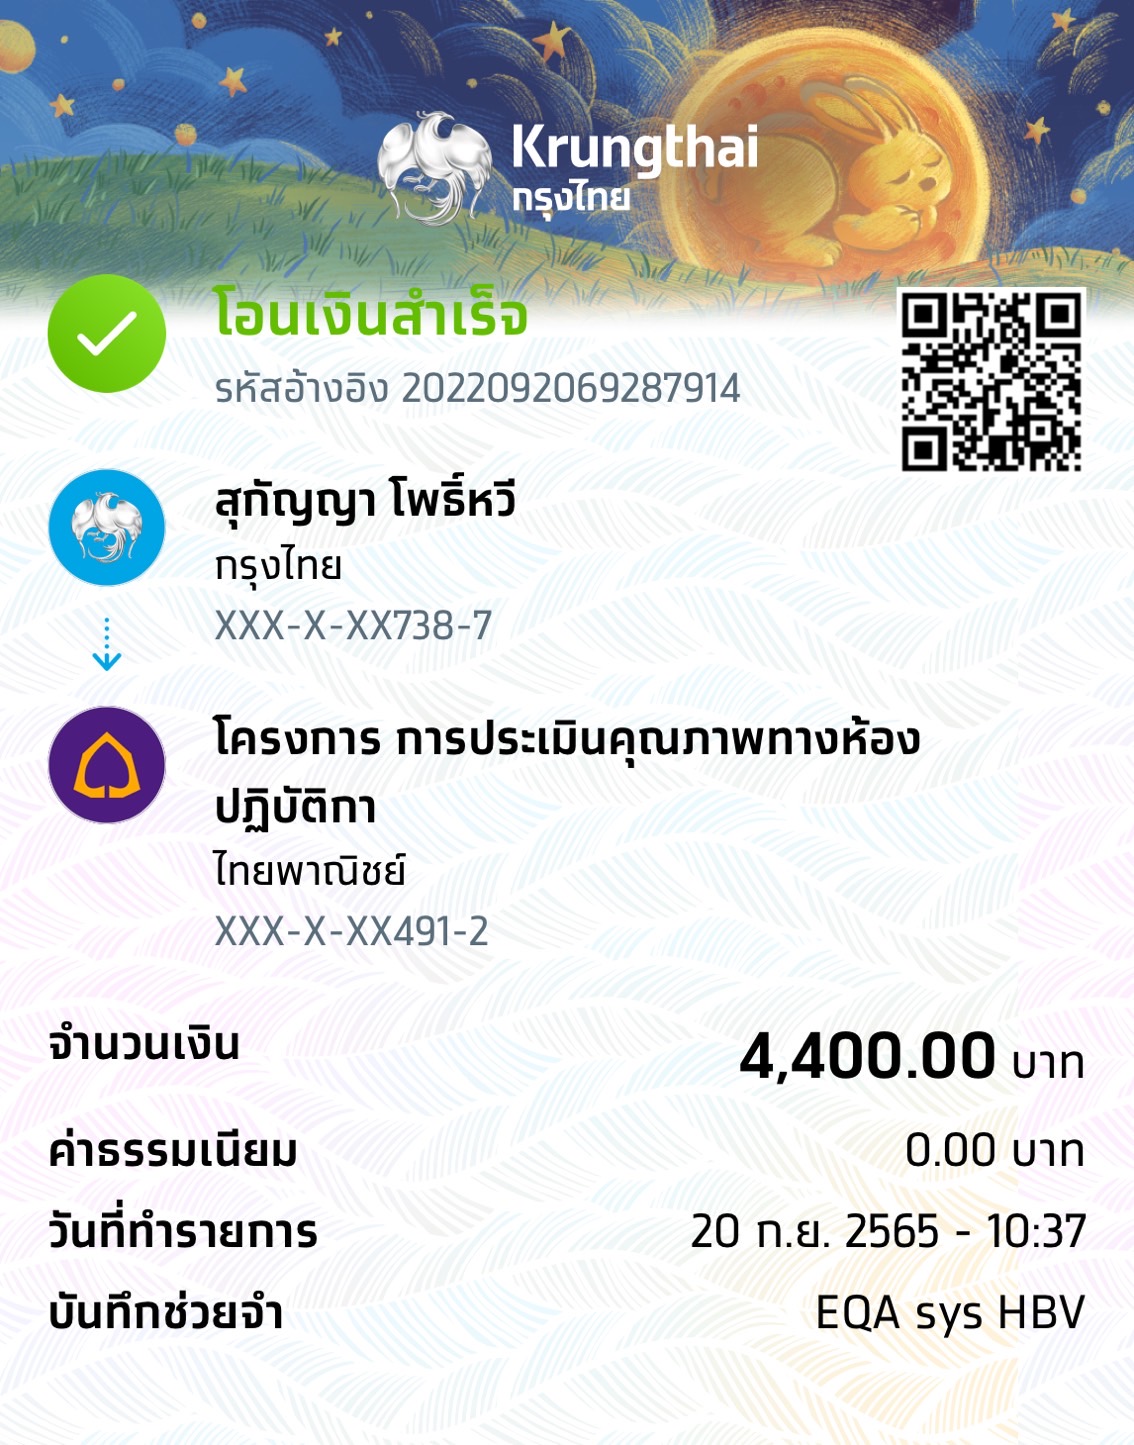 Krungthai
กรุงไทย
โอนเงินสำเร็จ
รหัสอ้างอิง 2022092069287914
สุกัญญา โพธิ์หวี
กรุงไทย
XXX-X-XX738-7
โครงการ การประเมินคุณภาพทางห้อง
ปฏิบัติกา
ไทยพาณิชย์
XXX-X-XX491-2
จำนวนเงิน 4,400.00 บาท
ค่าธรรมเนียม 0.00 บาท
วันที่ทำรายการ 20 ก.ย. 2565 - 10:37
บันทึกช่วยจำ EQA sys HBV